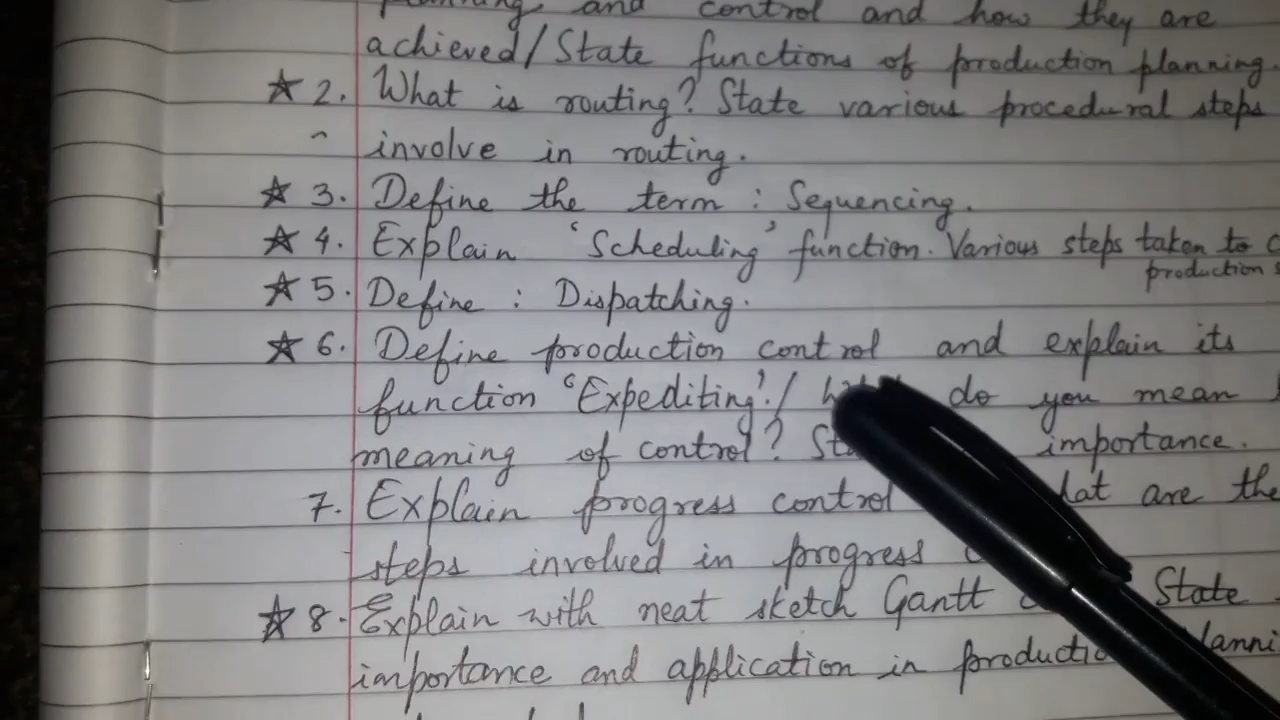 planning and control and how they are
achieved/State functions of production planning.
☆ 2. What is routing? State various procedural steps
involve in routing.
☆ 3. Define the term : Sequencing.
☆ 4. Explain 'Scheduling' function. Various steps taken to
production
☆ 5. Define : Dispatching.
☆ 6. Define production control and explain its
function 'Expediting'./ do you mean
meaning of control? importance.
7. Explain progress control are the
steps involved in progress
☆ 8. Explain with neat sketch Gantt State
importance and application in